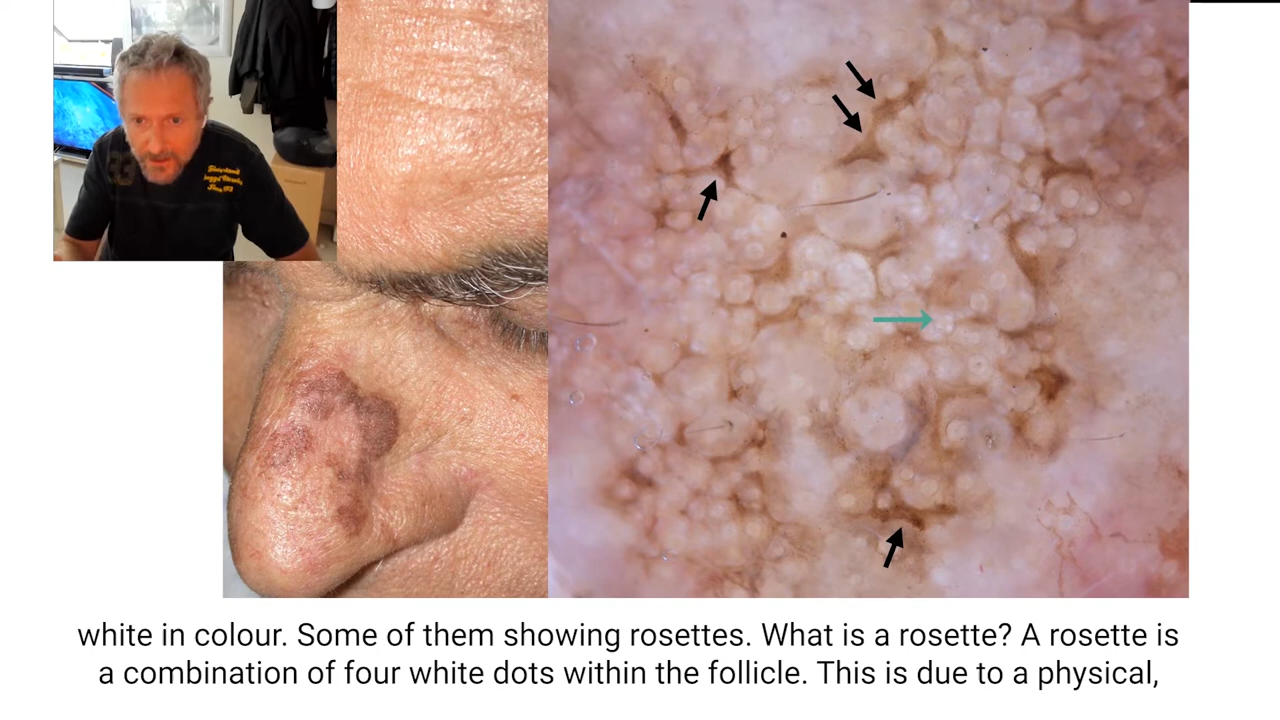 33
white in colour. Some of them showing rosettes. What is a rosette? A rosette is
a combination of four white dots within the follicle. This is due to a physical,